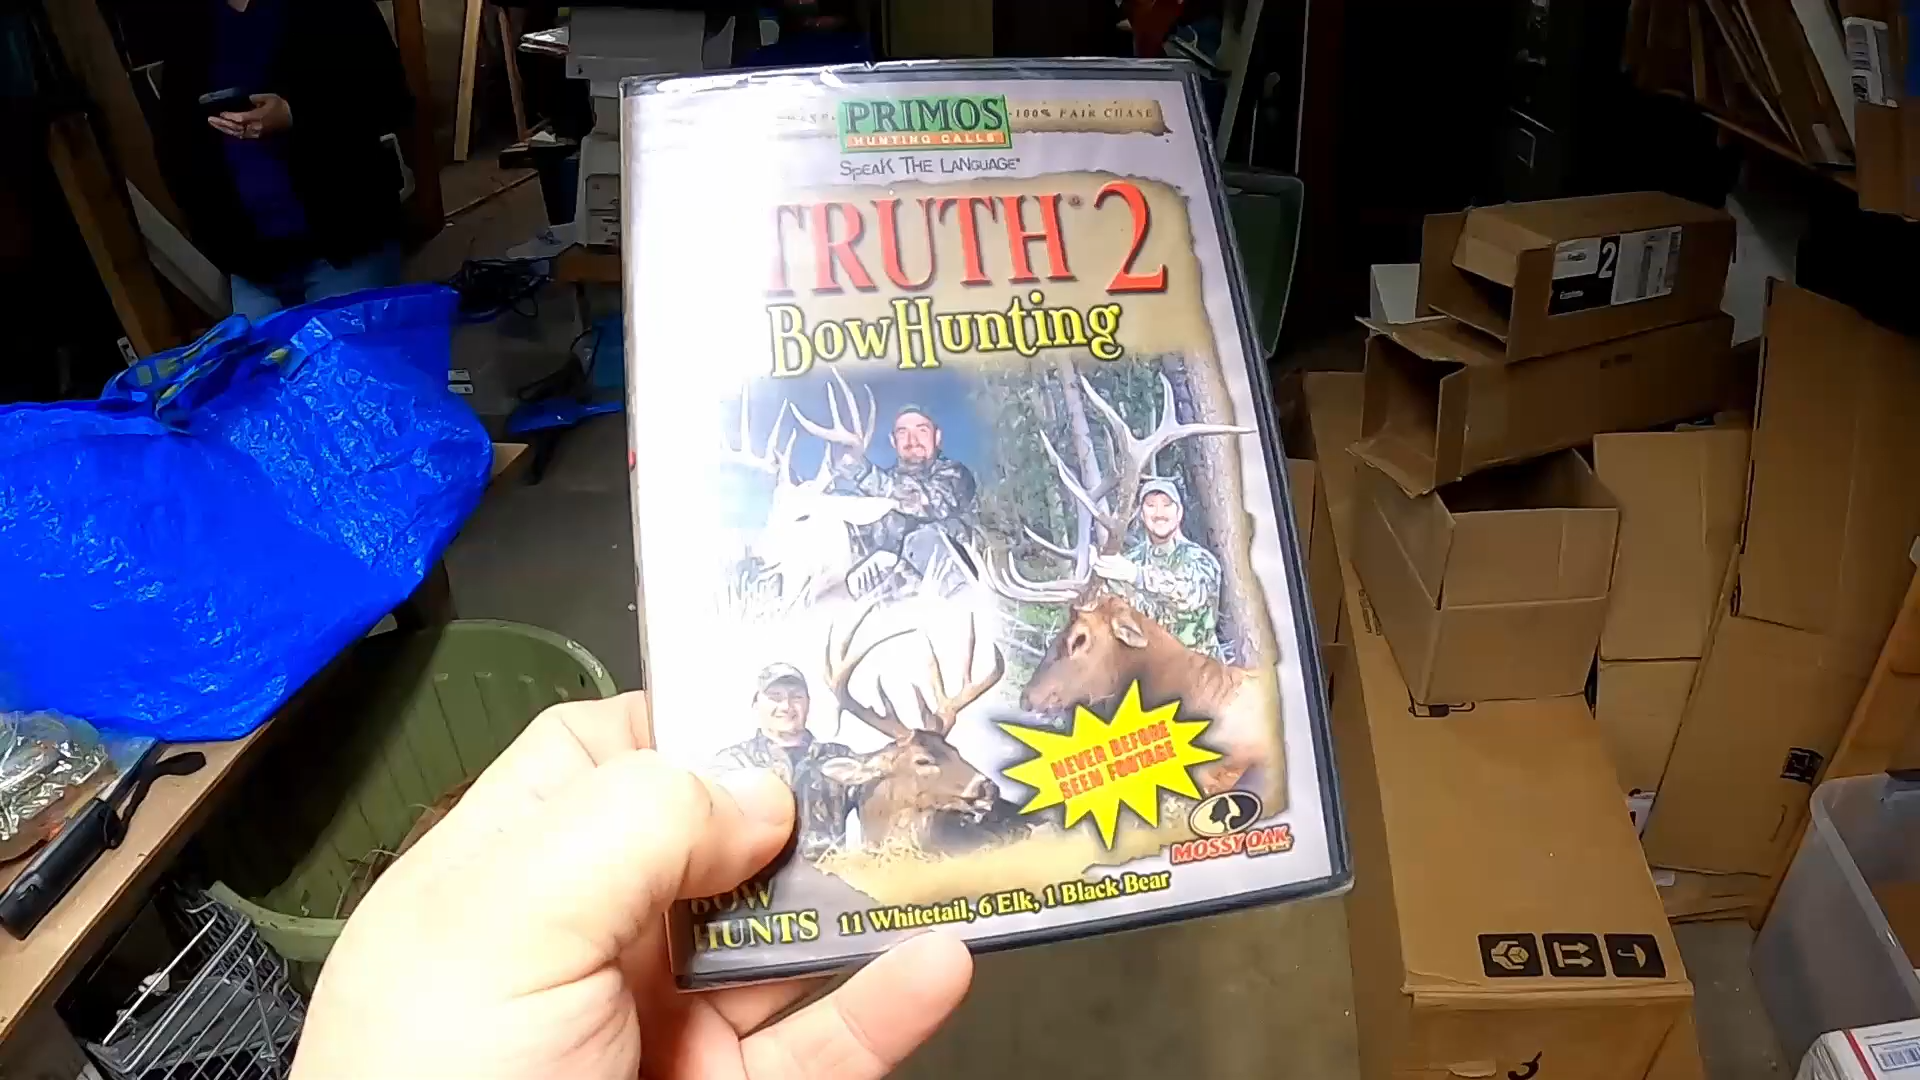 PRIMOS
HUNTING CALLS
100% FAIR CHASE
SPEAK THE LANGUAGE®
TRUTH® 2
BowHunting
NEVER BEFORE
SEEN FOOTAGE
MOSSY OAK
BOW
HUNTS
11 Whitetail, 6 Elk, 1 Black Bear
2